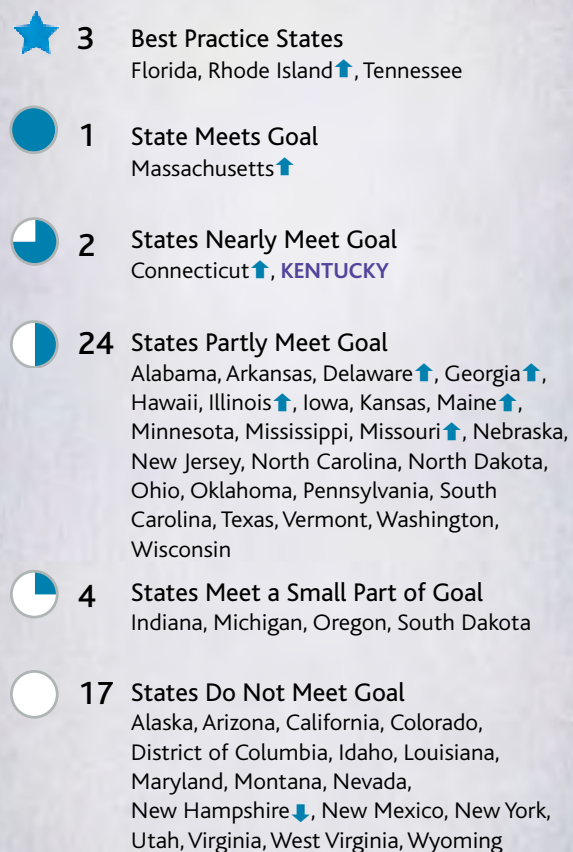 3 Best Practice States
Florida, Rhode Island⬆, Tennessee
1 State Meets Goal
Massachusetts⬆
2 States Nearly Meet Goal
Connecticut⬆, KENTUCKY
24 States Partly Meet Goal
Alabama, Arkansas, Delaware⬆, Georgia⬆,
Hawaii, Illinois⬆, Iowa, Kansas, Maine⬆,
Minnesota, Mississippi, Missouri⬆, Nebraska,
New Jersey, North Carolina, North Dakota,
Ohio, Oklahoma, Pennsylvania, South
Carolina, Texas, Vermont, Washington,
Wisconsin
4 States Meet a Small Part of Goal
Indiana, Michigan, Oregon, South Dakota
17 States Do Not Meet Goal
Alaska, Arizona, California, Colorado,
District of Columbia, Idaho, Louisiana,
Maryland, Montana, Nevada,
New Hampshire⬇, New Mexico, New York,
Utah, Virginia, West Virginia, Wyoming